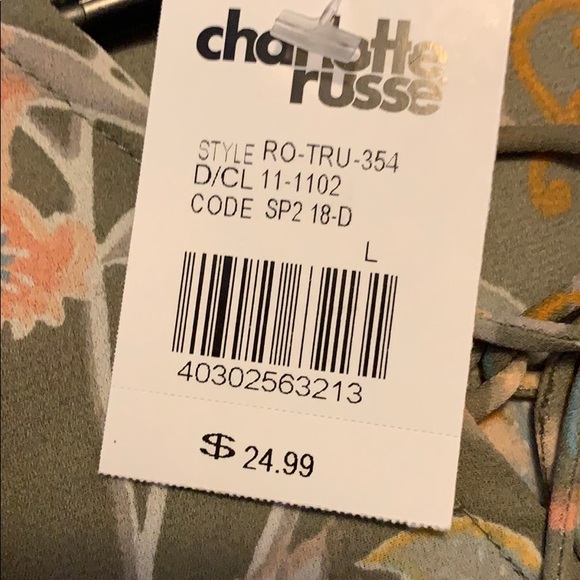 charlotte
russe
STYLE RO-TRU-354
D/CL 11-1102
CODE SP2 18-D
L
40302563213
$ 24.99